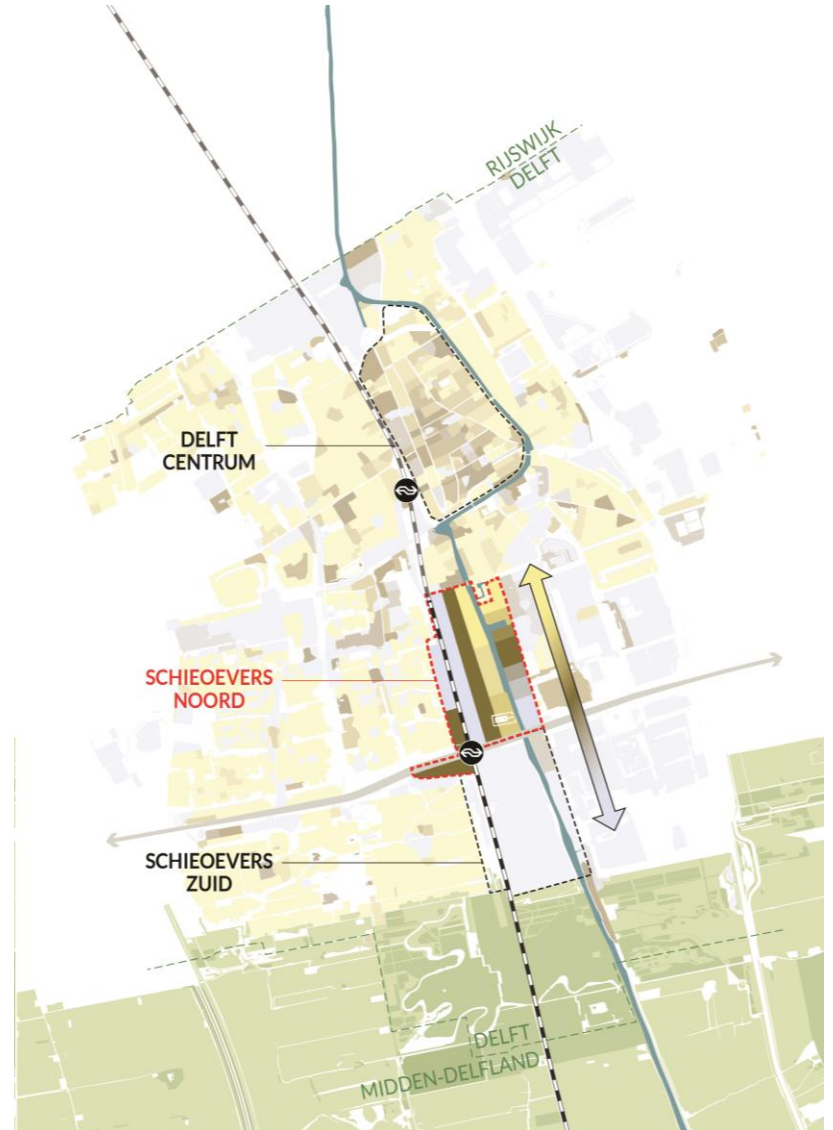 RIJSWIJK
DELFT
DELFT
CENTRUM
SCHIEOEVERS
NOORD
SCHIEOEVERS
ZUID
DELFT
MIDDEN-DELFLAND